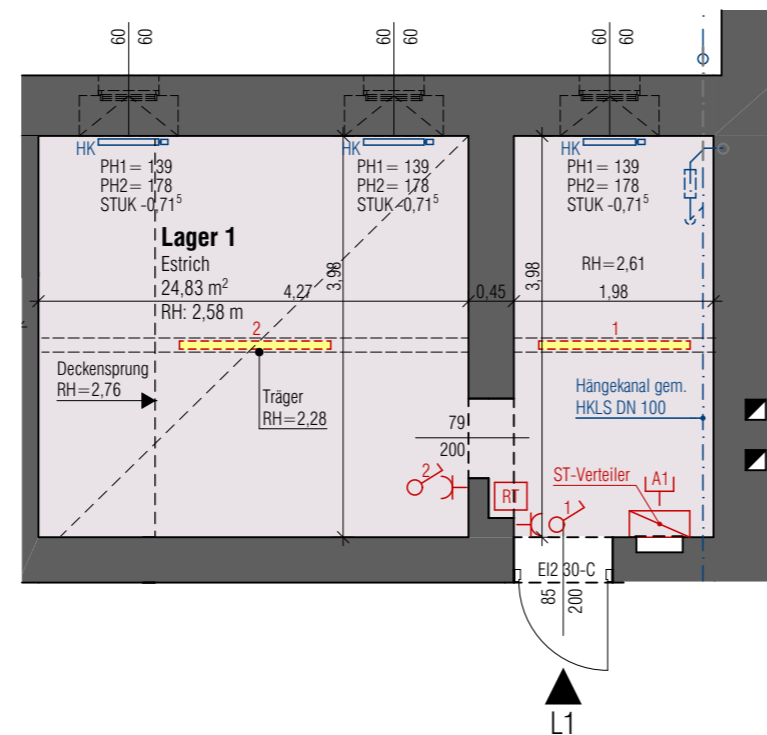 60 60
60 60
60 60
HK
HK
HK
PH1= 139
PH2= 178
STUK -0,71⁵
PH1= 139
PH2= 178
STUK -0,71⁵
PH1= 139
PH2= 178
STUK -0,71⁵
Lager 1
Estrich
24,83 m²
RH: 2,58 m
4,27
3,98
0,45
3,98
RH=2,61
1,98
2
1
Deckensprung
RH=2,76
Träger
RH=2,28
Hängekanal gem.
HKLS DN 100
79
200
2
RT
1
ST-Verteiler
A1
EI2 30-C
85
200
L1